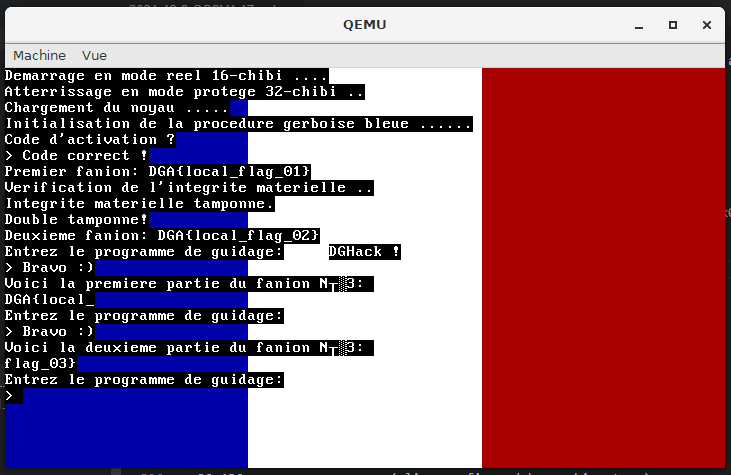 QEMU
Machine Vue
Demarrage en mode reel 16-chibi ....
Atterrissage en mode protege 32-chibi ..
Chargement du noyau .....
Initialisation de la procedure gerboise bleue ......
Code d'activation ?
> Code correct !
Premier fanion: DGA{local_flag_01}
Verification de l'integrite materielle ..
Integrite materielle tamponne.
Double tamponne!
Deuxieme fanion: DGA{local_flag_02}
Entrez le programme de guidage: DGHack !
> Bravo :)
Voici la premiere partie du fanion N┬░3:
DGA{local_
Entrez le programme de guidage:
> Bravo :)
Voici la deuxieme partie du fanion N┬░3:
flag_03}
Entrez le programme de guidage:
>